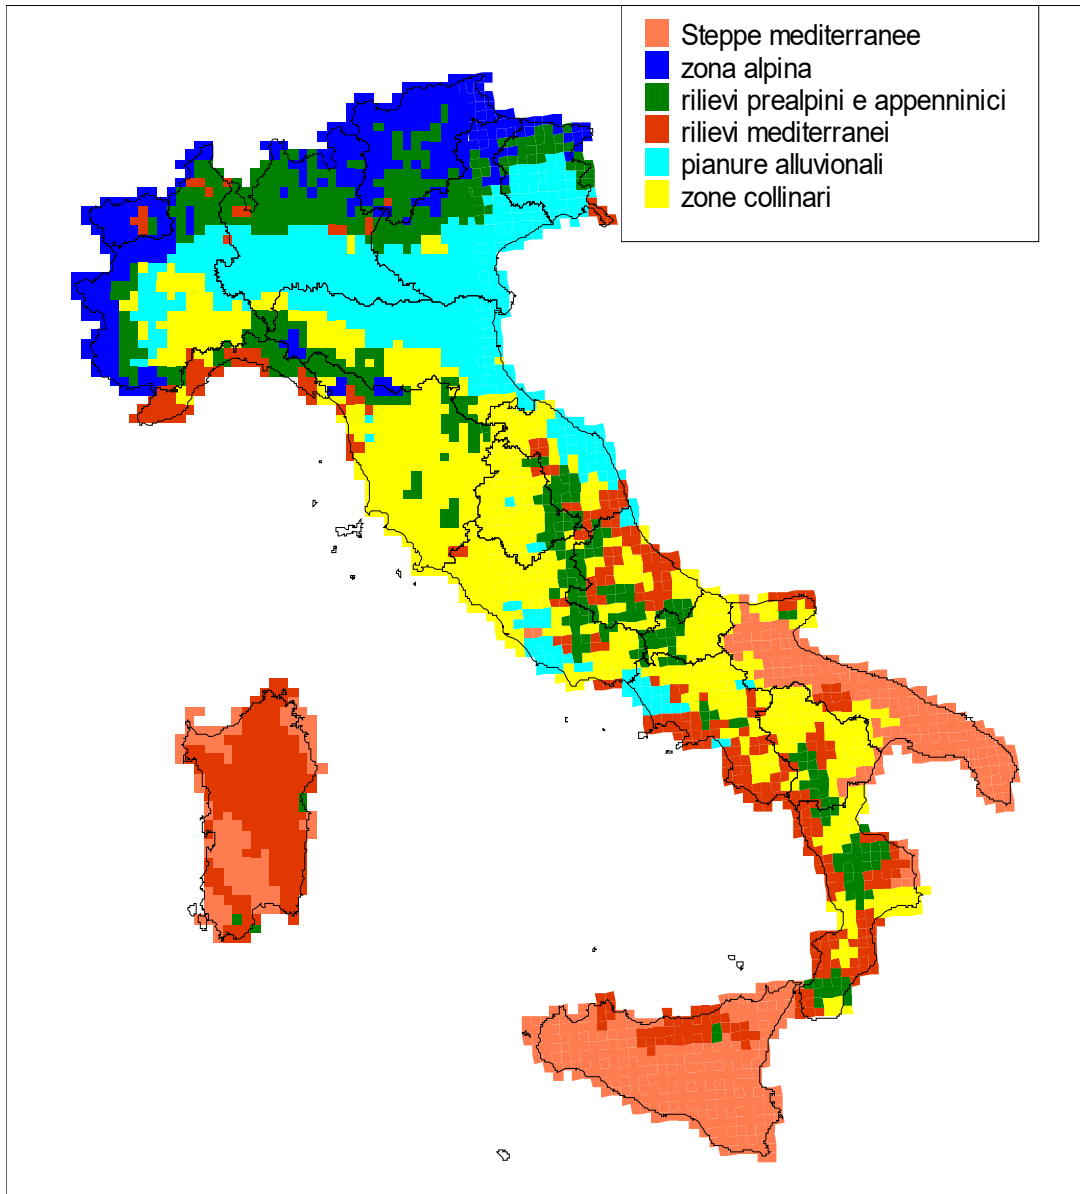 Steppe mediterranee
zona alpina
rilievi prealpini e appenninici
rilievi mediterranei
pianure alluvionali
zone collinari